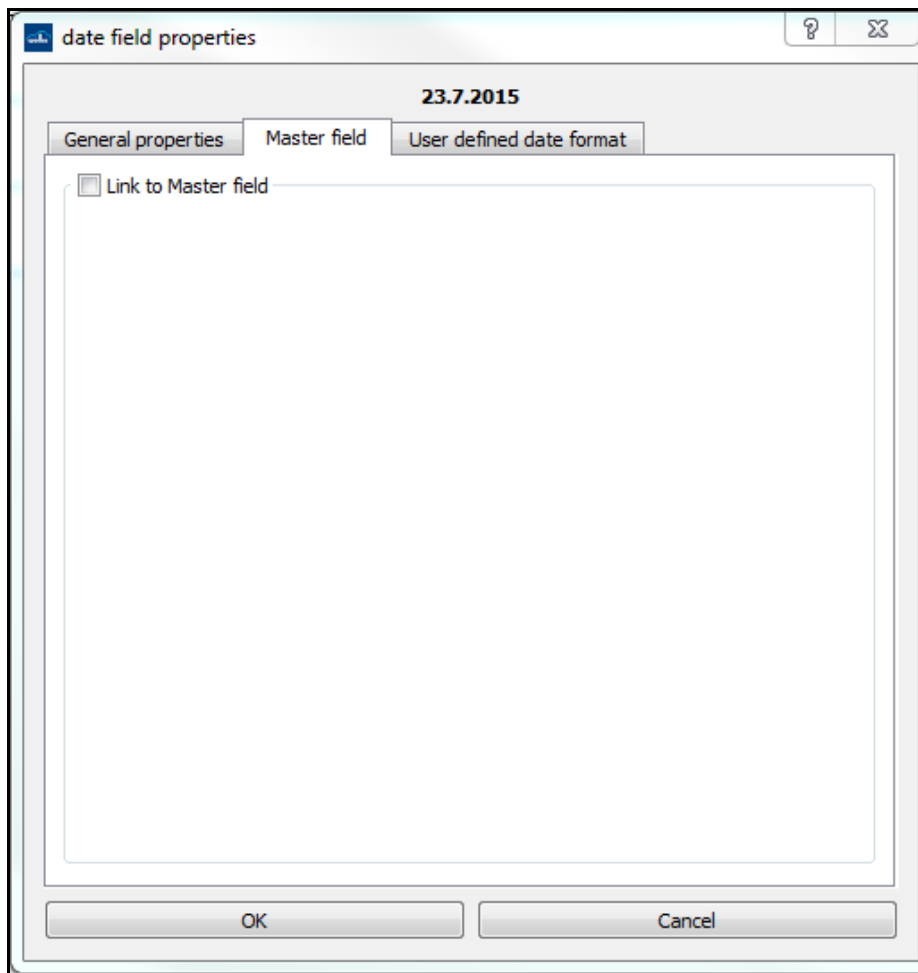 date field properties
23.7.2015
General properties Master field User defined date format
Link to Master field
OK Cancel